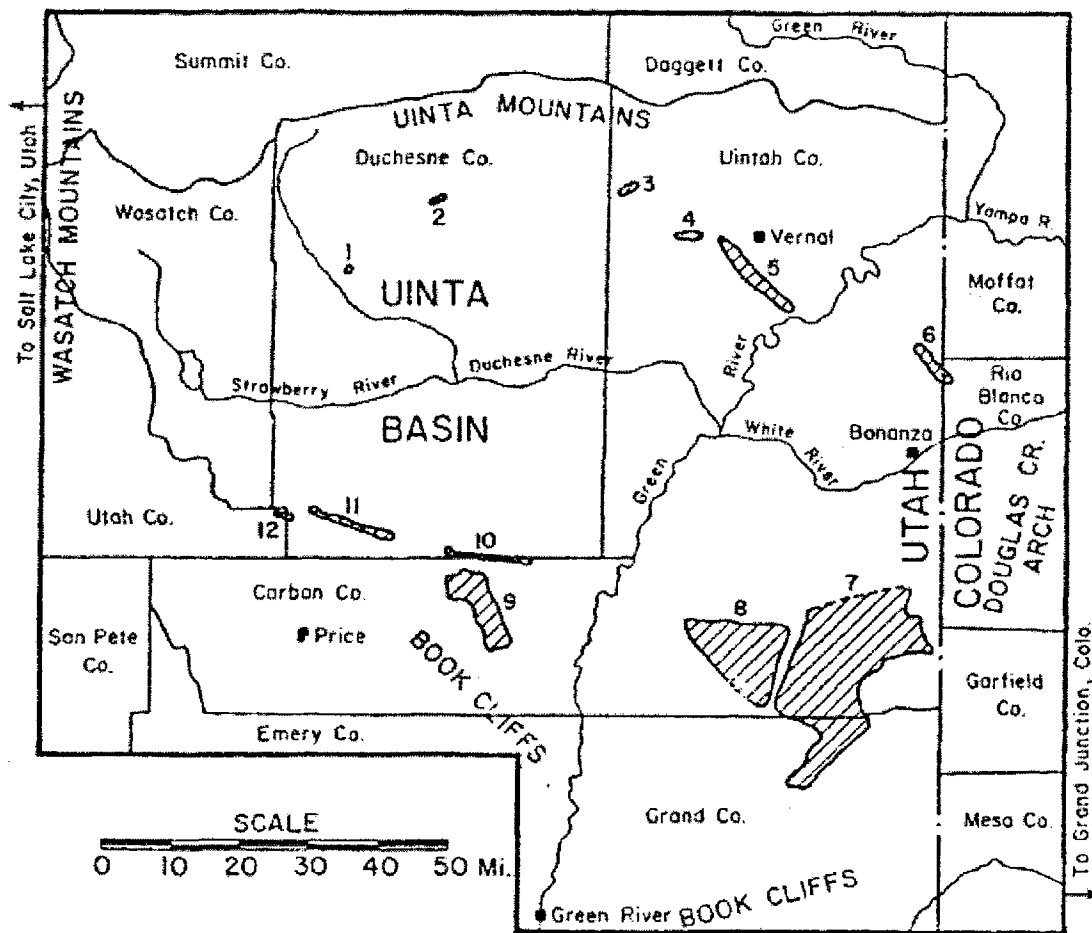 Green River
Summit Co.
Daggett Co.
UINTA MOUNTAINS
To Salt Lake City, Utah
WASATCH MOUNTAINS
Duchesne Co.
Uintah Co.
Wasatch Co.
2
3
4
Vernal
Yampa R.
1
5
UINTA
Moffat
Co.
6
River
Duchesne River
Strawberry River
Rio
Blanco
Co.
BASIN
White River
Bonanza
Green
UTAH
COLORADO
DOUGLAS CR.
ARCH
Utah Co.
12
11
10
Carbon Co.
9
8
7
San Pete
Co.
Price
BOOK CLIFFS
Garfield
Co.
Emery Co.
SCALE
0 10 20 30 40 50 Mi.
Grand Co.
Mesa Co.
To Grand Junction, Colo.
Green River
BOOK CLIFFS